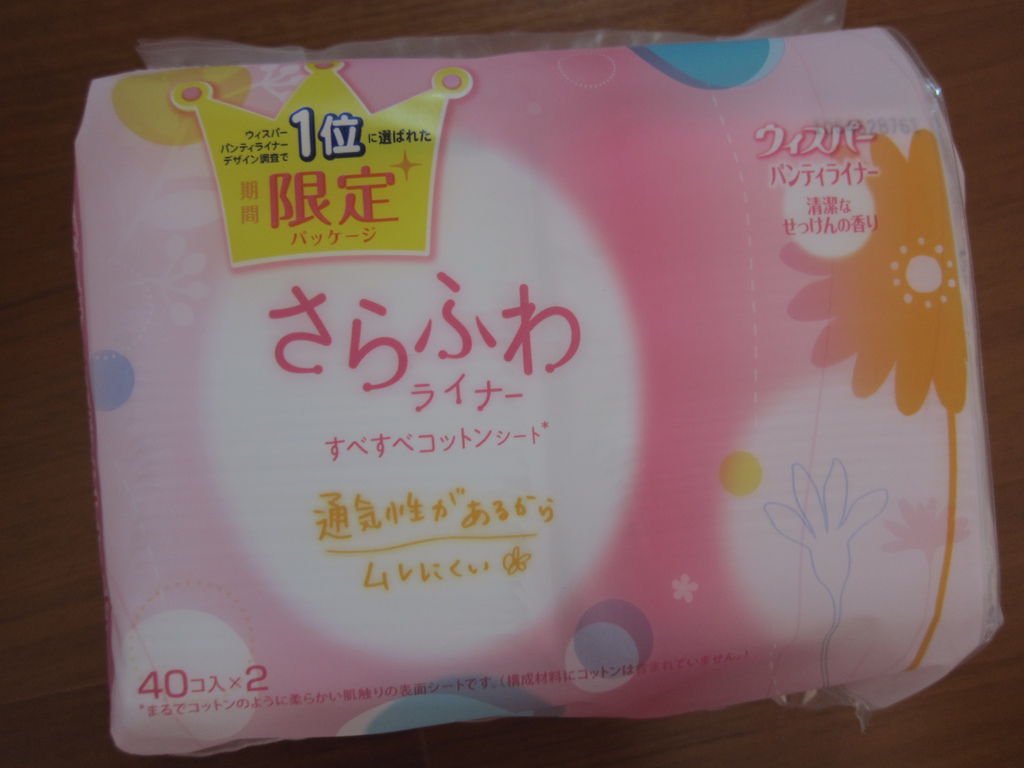 ウィスパー
パンティライナー
デザイン調査で
1位に選ばれた
期間
限定
パッケージ
ウィスパー
パンティライナー
清潔な
せっけんの香り
さらふわ
ライナー
すべすべコットンシート*
通気性があるから
ムレにくい
40コ入×2
*まるでコットンのように柔らかい肌触りの表面シートです。(構成材料にコットンは含まれていません。)